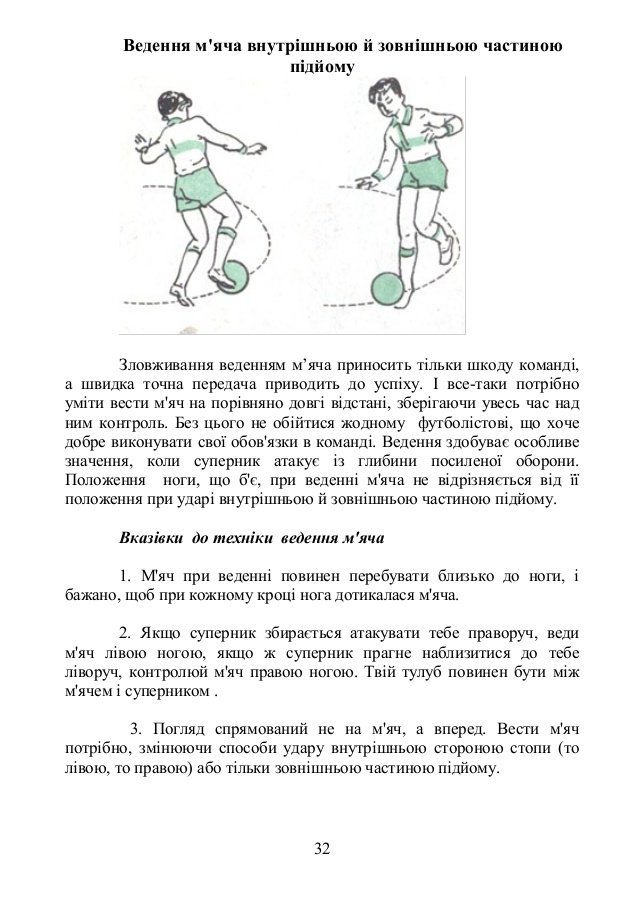 Ведення м'яча внутрішньою й зовнішньою частиною
підйому
Зловживання веденням м’яча приносить тільки шкоду команді,
а швидка точна передача приводить до успіху. І все-таки потрібно
уміти вести м'яч на порівняно довгі відстані, зберігаючи увесь час над
ним контроль. Без цього не обійтися жодному футболістові, що хоче
добре виконувати свої обов'язки в команді. Ведення здобуває особливе
значення, коли суперник атакує із глибини посиленої оборони.
Положення ноги, що б'є, при веденні м'яча не відрізняється від її
положення при ударі внутрішньою й зовнішньою частиною підйому.
Вказівки до техніки ведення м'яча
1. М'яч при веденні повинен перебувати близько до ноги, і
бажано, щоб при кожному кроці нога дотикалася м'яча.
2. Якщо суперник збирається атакувати тебе праворуч, веди
м'яч лівою ногою, якщо ж суперник прагне наблизитися до тебе
ліворуч, контролюй м'яч правою ногою. Твій тулуб повинен бути між
м'ячем і суперником .
3. Погляд спрямований не на м'яч, а вперед. Вести м'яч
потрібно, змінюючи способи удару внутрішньою стороною стопи (то
лівою, то правою) або тільки зовнішньою частиною підйому.
32